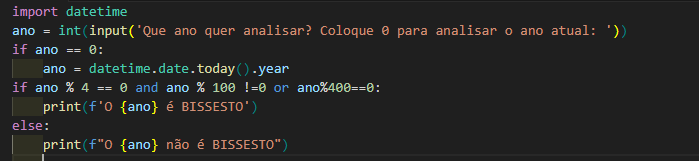 import datetime
ano = int(input('Que ano quer analisar? Coloque 0 para analisar o ano atual: '))
if ano == 0:
    ano = datetime.date.today().year
if ano % 4 == 0 and ano % 100 !=0 or ano%400==0:
    print(f'O {ano} é BISSESTO')
else:
    print(f"O {ano} não é BISSESTO")